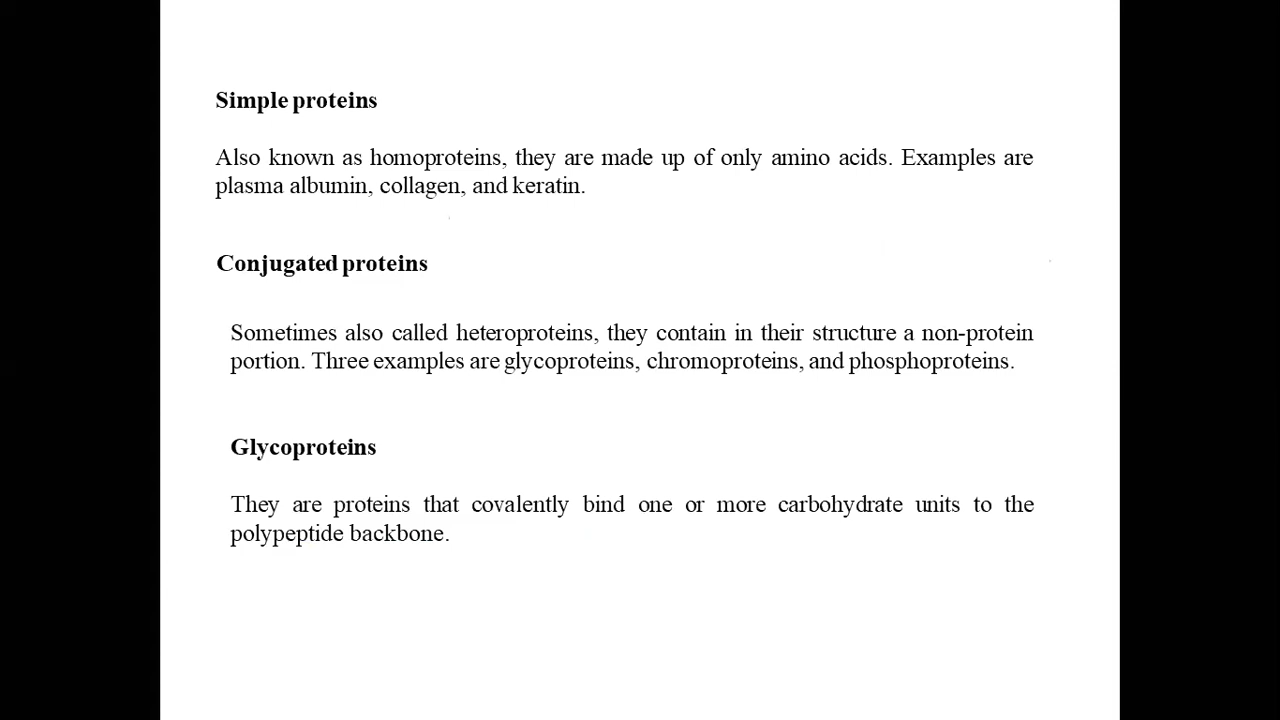 Simple proteins
Also known as homoproteins, they are made up of only amino acids. Examples are
plasma albumin, collagen, and keratin.
Conjugated proteins
Sometimes also called heteroproteins, they contain in their structure a non-protein
portion. Three examples are glycoproteins, chromoproteins, and phosphoproteins.
Glycoproteins
They are proteins that covalently bind one or more carbohydrate units to the
polypeptide backbone.